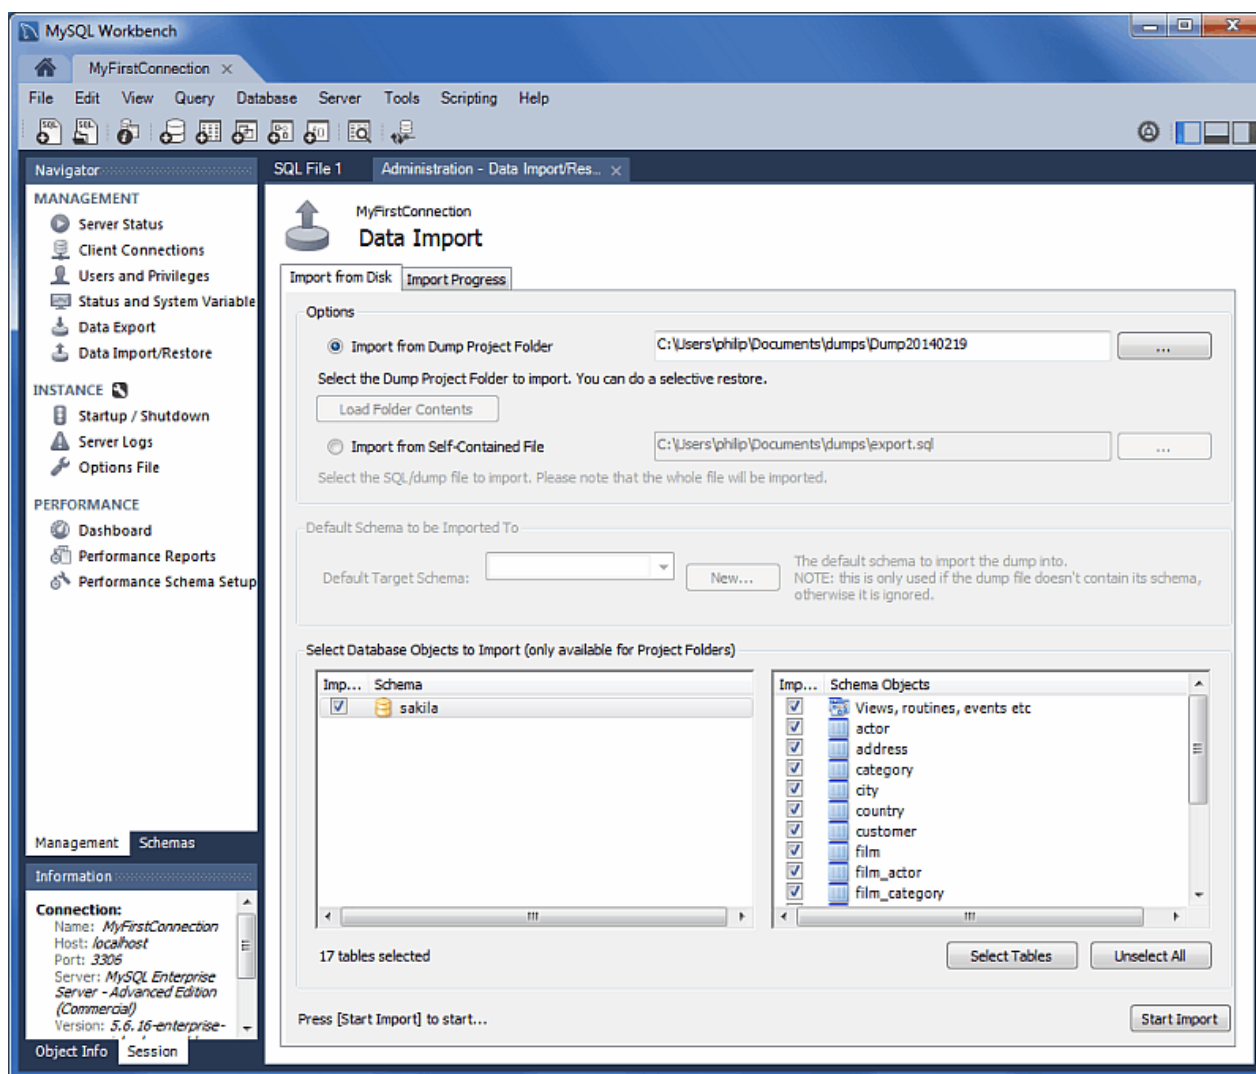 MySQL Workbench
MyFirstConnection
File Edit View Query Database Server Tools Scripting Help
Navigator
MANAGEMENT
Server Status
Client Connections
Users and Privileges
Status and System Variable
Data Export
Data Import/Restore
INSTANCE
Startup / Shutdown
Server Logs
Options File
PERFORMANCE
Dashboard
Performance Reports
Performance Schema Setup
Management Schemas
Information
Connection:
Name: MyFirstConnection
Host: localhost
Port: 3306
Server: MySQL Enterprise
Server - Advanced Edition
(Commercial)
Version: 5.6.16-enterprise-
Object Info Session
SQL File 1 Administration - Data Import/Res...
MyFirstConnection
Data Import
Import from Disk Import Progress
Options
Import from Dump Project Folder C:\Users\philip\Documents\dumps\Dump20140219 ...
Select the Dump Project Folder to import. You can do a selective restore.
Load Folder Contents
Import from Self-Contained File C:\Users\philip\Documents\dumps\export.sql ...
Select the SQL/dump file to import. Please note that the whole file will be imported.
Default Schema to be Imported To
Default Target Schema: New...
The default schema to import the dump into.
NOTE: this is only used if the dump file doesn't contain its schema,
otherwise it is ignored.
Select Database Objects to Import (only available for Project Folders)
Imp... Schema
sakila
Imp... Schema Objects
Views, routines, events etc
actor
address
category
city
country
customer
film
film_actor
film_category
17 tables selected Select Tables Unselect All
Press [Start Import] to start... Start Import